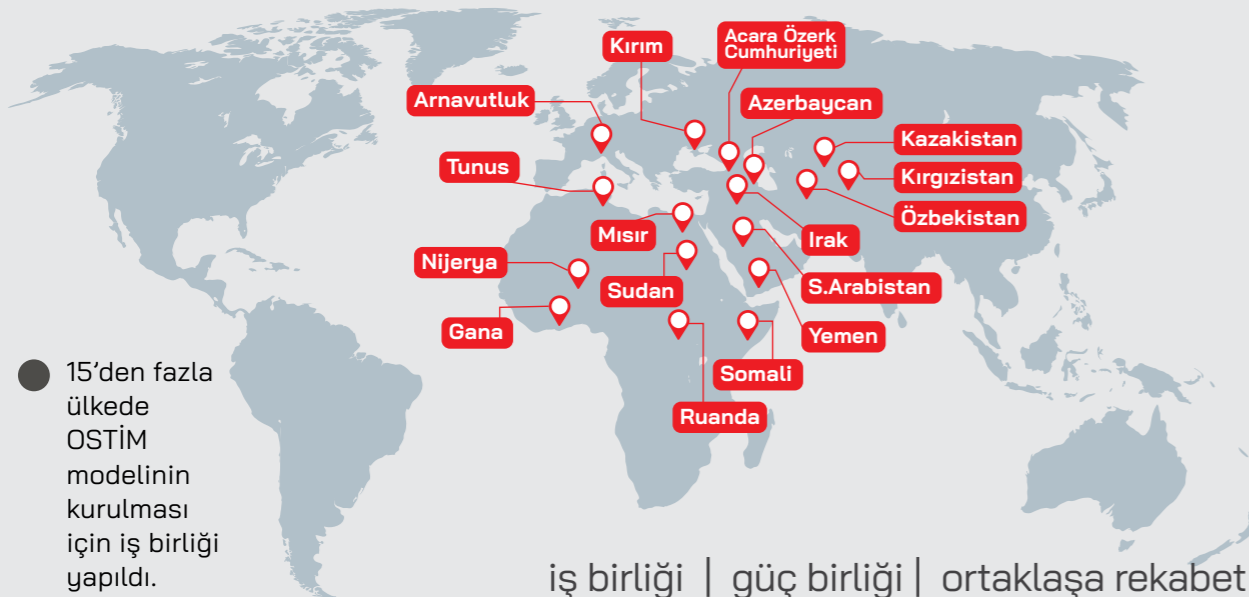 Kırım
Acara Özerk
Cumhuriyeti
Arnavutluk
Azerbaycan
Kazakistan
Tunus
Kırgızistan
Özbekistan
Mısır
Irak
Nijerya
Sudan
S.Arabistan
Gana
Yemen
Somali
Ruanda
15’den fazla
ülkede
OSTİM
modelinin
kurulması
için iş birliği
yapıldı.
iş birliği | güç birliği | ortaklaşa rekabet